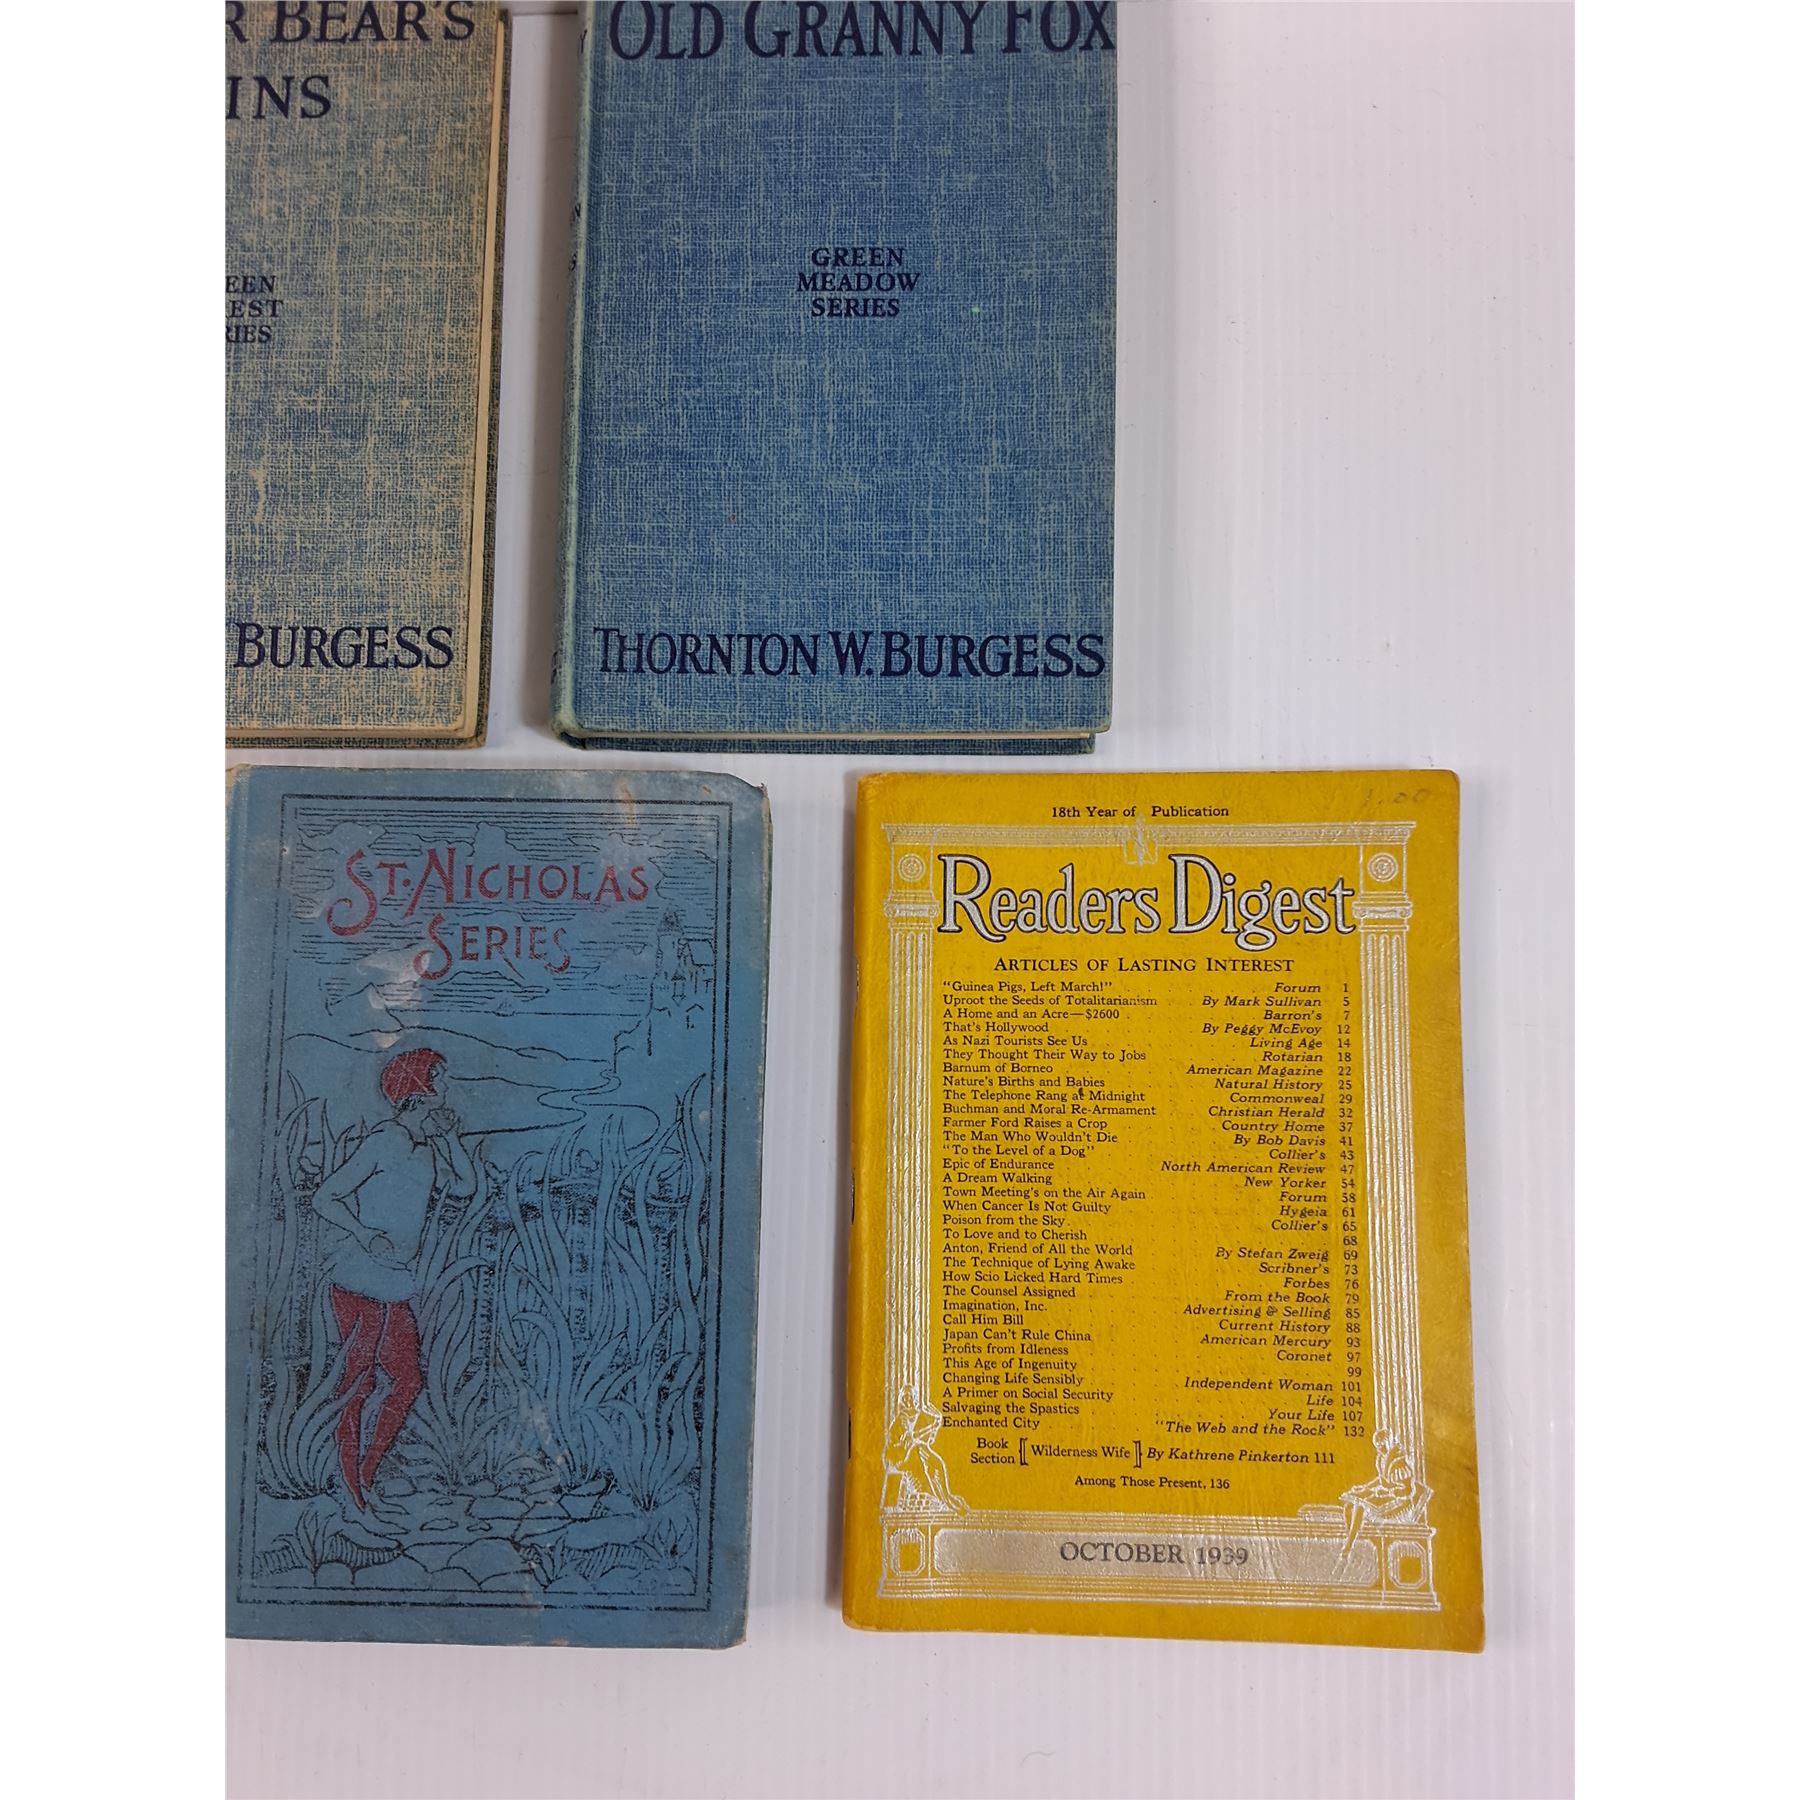 R BEAR'S
INS
EEN
REST
RIES
BURGESS
OLD GRANNY FOX
GREEN
MEADOW
SERIES
THORNTON W. BURGESS
ST. NICHOLAS
SERIES
1.00
18th Year of Publication
Readers Digest
ARTICLES OF LASTING INTEREST
"Guinea Pigs, Left March!" . . . . . Forum 1
Uproot the Seeds of Totalitarianism . By Mark Sullivan 5
A Home and an Acre—$2600 . . . . . Barron's 7
That's Hollywood . . . . . By Peggy McEvoy 12
As Nazi Tourists See Us . . . . . Living Age 14
They Thought Their Way to Jobs . . . . . Rotarian 18
Barnum of Borneo . . . . . American Magazine 22
Nature's Births and Babies . . . . . Natural History 25
The Telephone Rang at Midnight . . . . . Commonweal 29
Buchman and Moral Re-Armament . . Christian Herald 32
Farmer Ford Raises a Crop . . . . . Country Home 37
The Man Who Wouldn't Die . . . . . By Bob Davis 41
"To the Level of a Dog" . . . . . Collier's 43
Epic of Endurance . . . . . North American Review 47
A Dream Walking . . . . . New Yorker 54
Town Meeting's on the Air Again . . . . . Forum 58
When Cancer Is Not Guilty . . . . . Hygeia 61
Poison from the Sky . . . . . Collier's 65
To Love and to Cherish . . . . . 68
Anton, Friend of All the World . . . By Stefan Zweig 69
The Technique of Lying Awake . . . . . Scribner's 73
How Scio Licked Hard Times . . . . . Forbes 76
The Counsel Assigned . . . . . From the Book 79
Imagination, Inc. . . . . . Advertising & Selling 85
Call Him Bill . . . . . Current History 88
Japan Can't Rule China . . . . . American Mercury 93
Profits from Idleness . . . . . Coronet 97
This Age of Ingenuity . . . . . 99
Changing Life Sensibly . . . . . Independent Woman 101
A Primer on Social Security . . . . . Life 104
Salvaging the Spastics . . . . . Your Life 107
Enchanted City . . . . . "The Web and the Rock" 132
Book Section [Wilderness Wife] By Kathrene Pinkerton 111
Among Those Present, 136
OCTOBER 1939